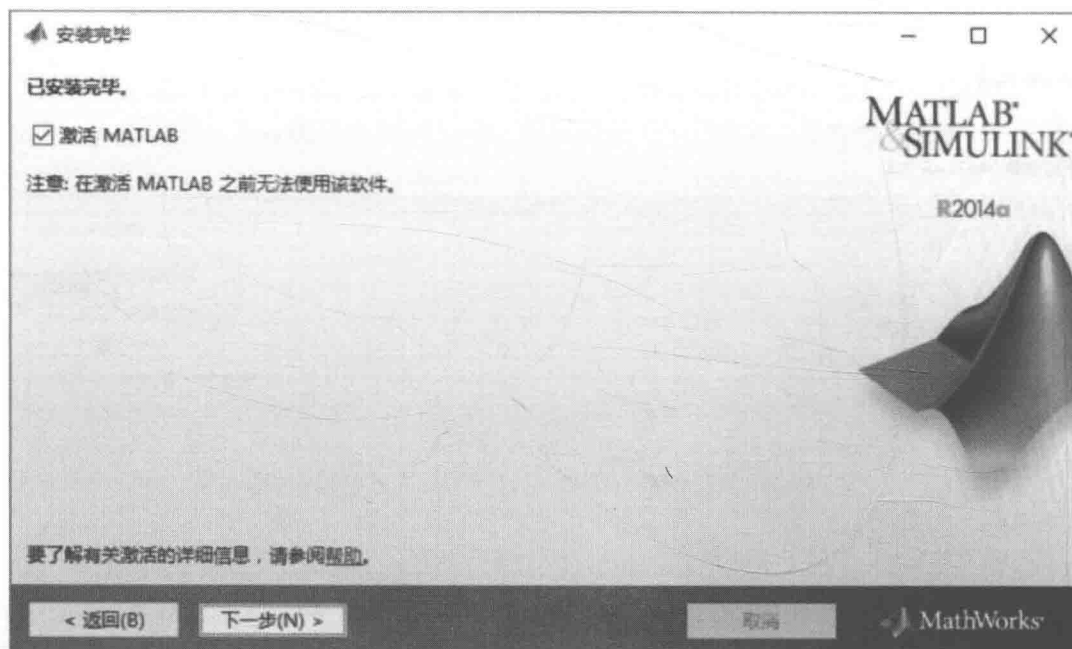 安装完毕
已安装完毕。
激活 MATLAB
注意: 在激活 MATLAB 之前无法使用该软件。
MATLAB®
&SIMULINK®
R2014a
要了解有关激活的详细信息，请参阅帮助。
< 返回(B)
下一步(N) >
取消
MathWorks®